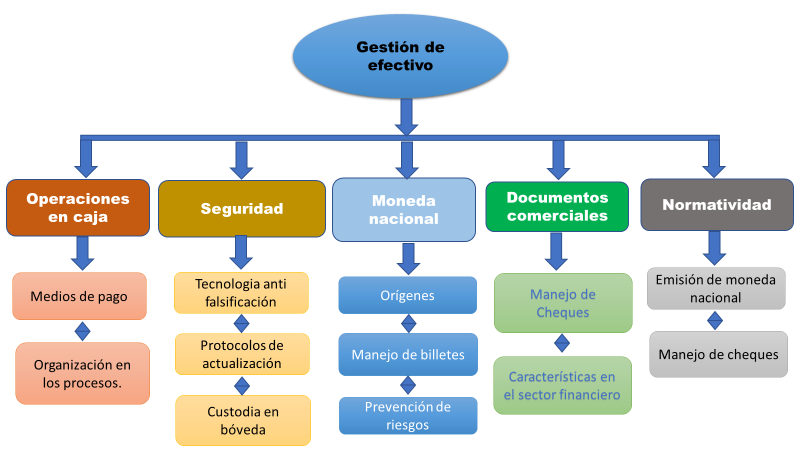 Gestión de
efectivo
Operaciones
en caja
Seguridad
Moneda
nacional
Documentos
comerciales
Normatividad
Medios de pago
Organización en
los procesos.
Tecnologia anti
falsificación
Protocolos de
actualización
Custodia en
bóveda
Orígenes
Manejo de billetes
Prevención de
riesgos
Manejo de
Cheques
Características en
el sector financiero
Emisión de moneda
nacional
Manejo de cheques